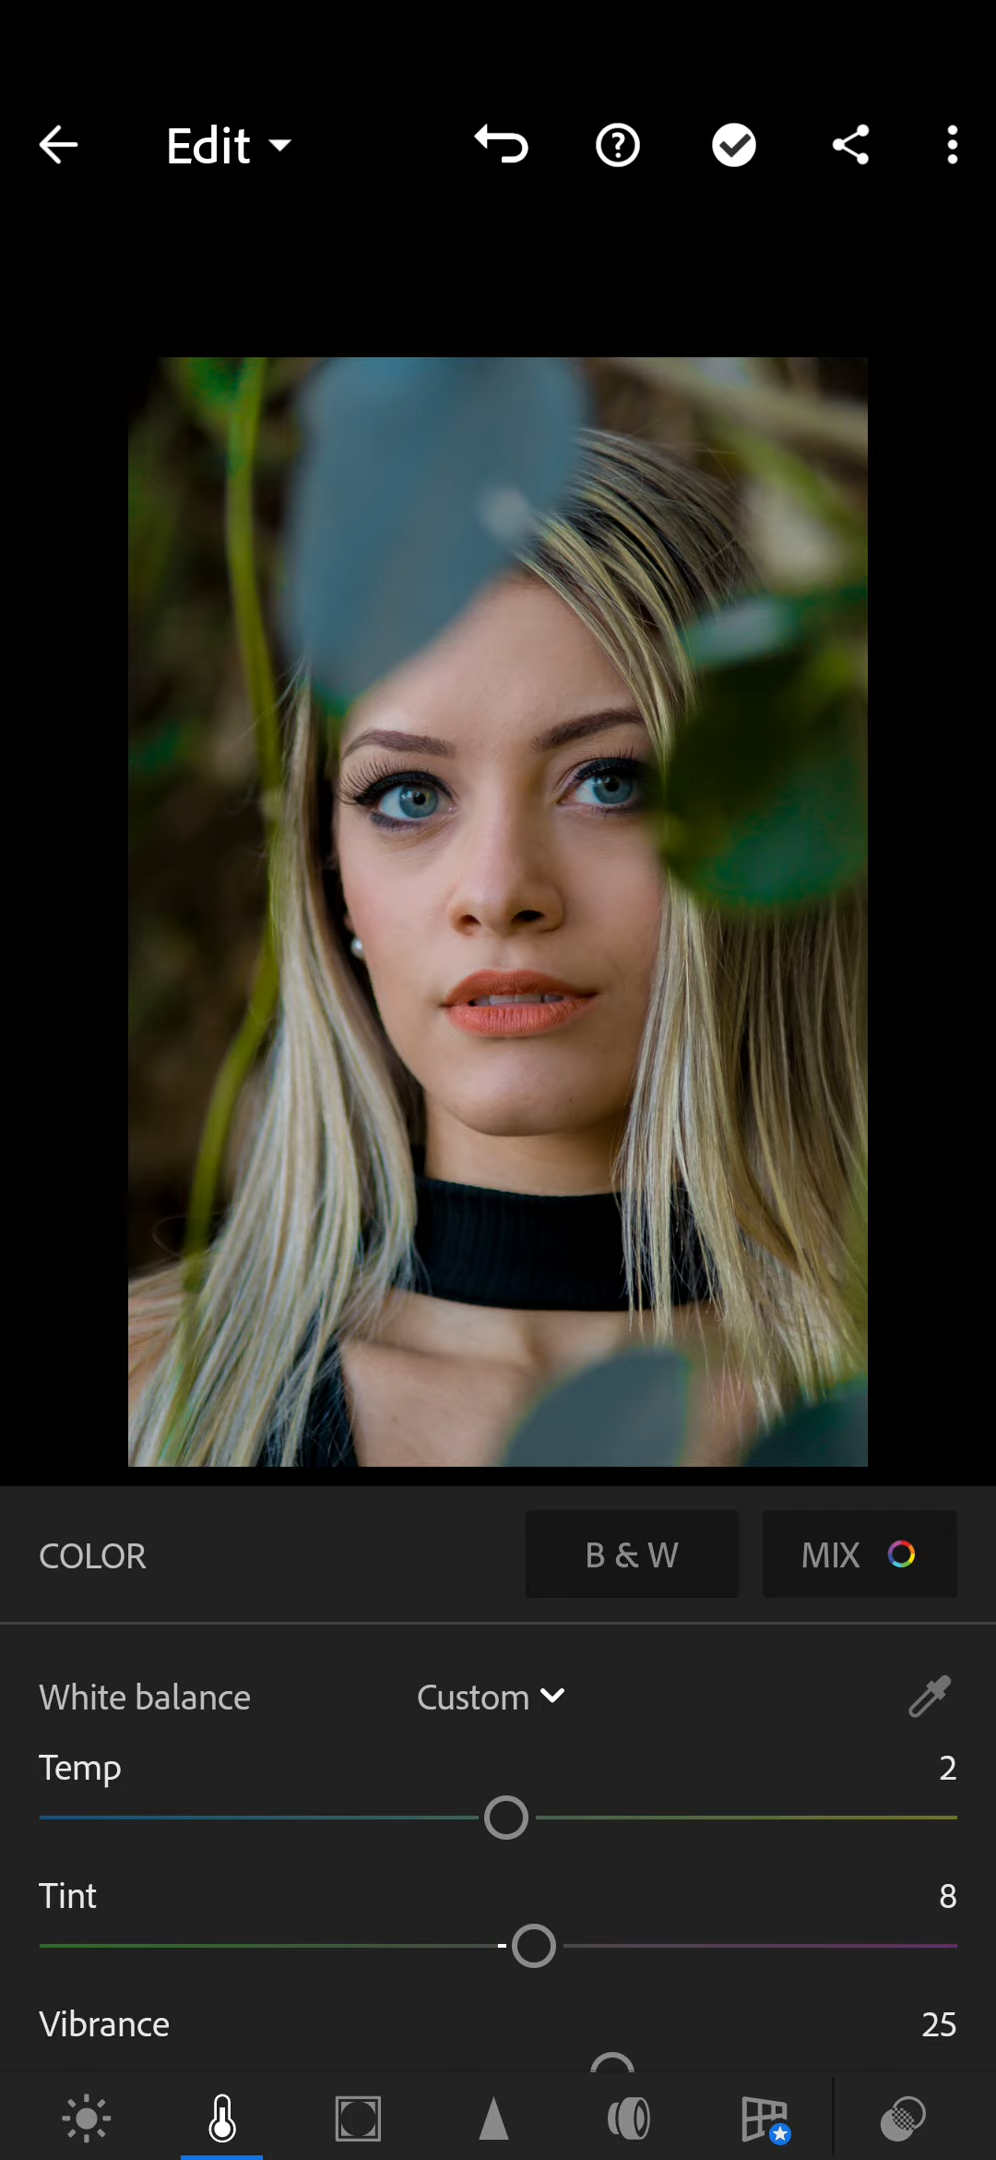 Edit
COLOR
B & W
MIX
White balance
Custom
Temp
2
Tint
8
Vibrance
25